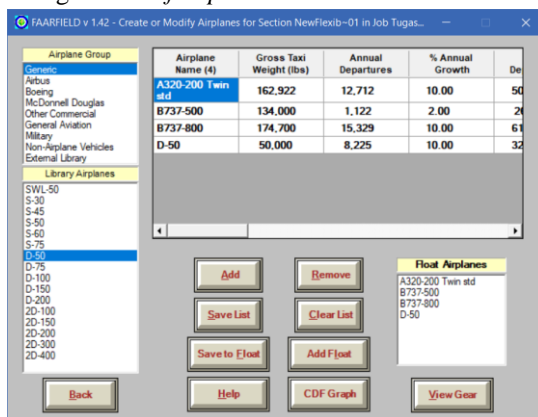 FAARFIELD v 1.42 - Create or Modify Airplanes for Section NewFlexib~01 in Job Tugas...
Airplane Group
Generic
Airbus
Boeing
McDonnell Douglas
Other Commercial
General Aviation
Military
Non-Airplane Vehicles
External Library
Library Airplanes
SWL-50
S-30
S-45
S-50
S-60
S-75
D-50
D-75
D-100
D-150
D-200
2D-100
2D-150
2D-200
2D-300
2D-400
Airplane Name (4) Gross Taxi Weight (lbs) Annual Departures % Annual Growth De
A320-200 Twin std 162,922 12,712 10.00 50
B737-500 134,000 1,122 2.00 20
B737-800 174,700 15,329 10.00 61
D-50 50,000 8,225 10.00 32
Add Remove
Save List Clear List
Save to Float Add Float
Help CDF Graph
Float Airplanes
A320-200 Twin std
B737-500
B737-800
D-50
Back
View Gear